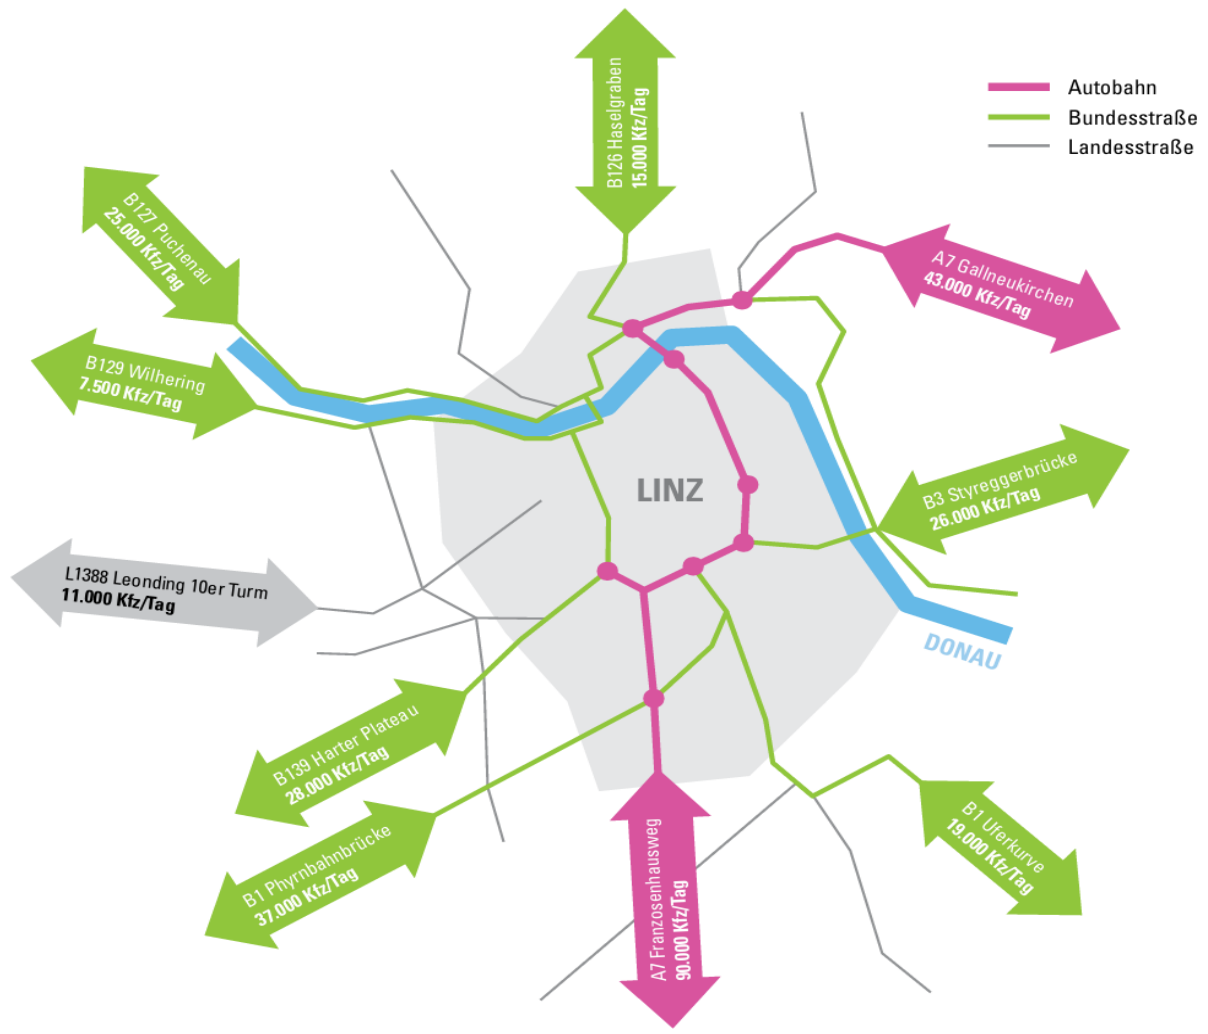 B126 Haselgraben
15.000 Kfz/Tag
Autobahn
Bundesstraße
Landesstraße
B127 Puchenau
25.000 Kfz/Tag
A7 Gallneukirchen
43.000 Kfz/Tag
B129 Wilhering
7.500 Kfz/Tag
LINZ
B3 Styreggerbrücke
26.000 Kfz/Tag
L1388 Leonding 10er Turm
11.000 Kfz/Tag
DONAU
B139 Harter Plateau
28.000 Kfz/Tag
B1 Phyrnbahnbrücke
37.000 Kfz/Tag
A7 Franzosenhausweg
90.000 Kfz/Tag
B1 Uferkurve
19.000 Kfz/Tag